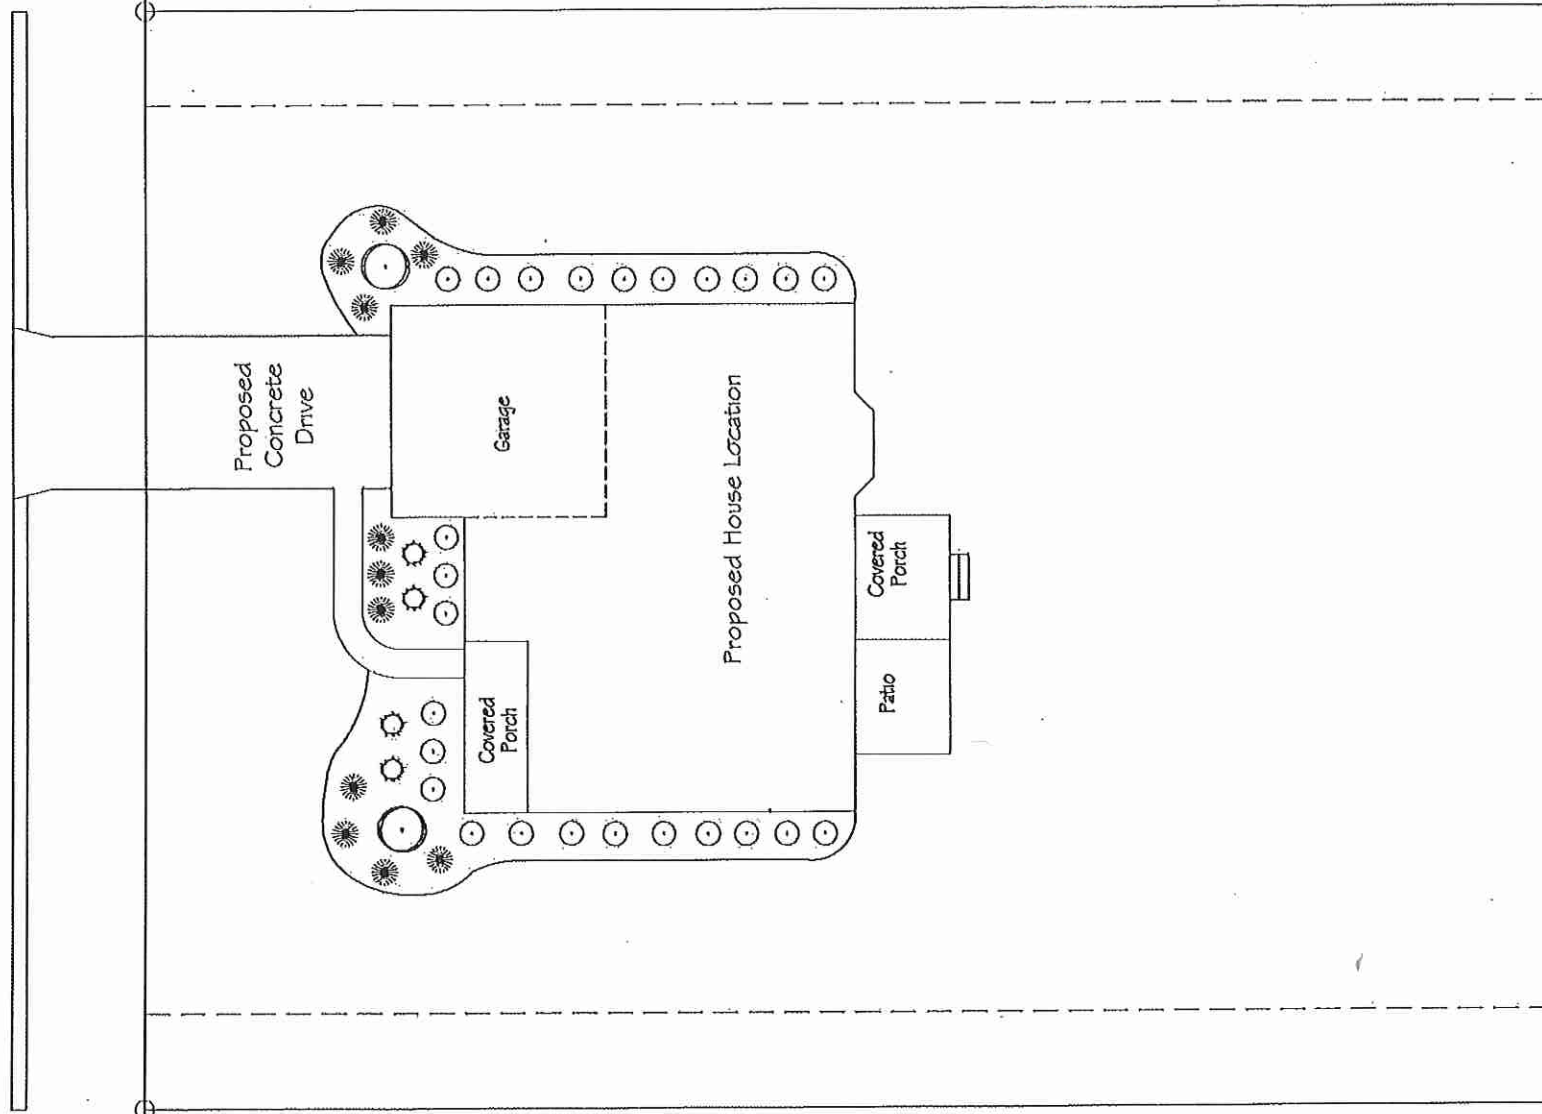 Proposed
Concrete
Drive
Garage
Proposed House Location
Covered
Porch
Covered
Porch
Patio